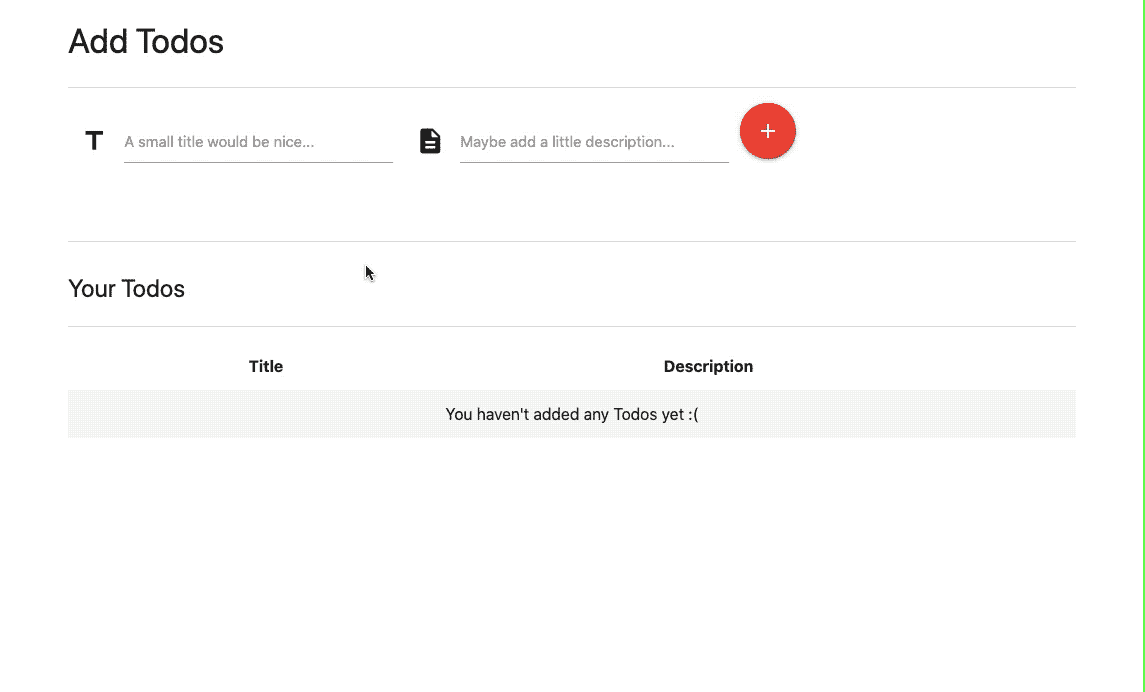 Add Todos
A small title would be nice...
Maybe add a little description...
Your Todos
Title Description
You haven't added any Todos yet :(